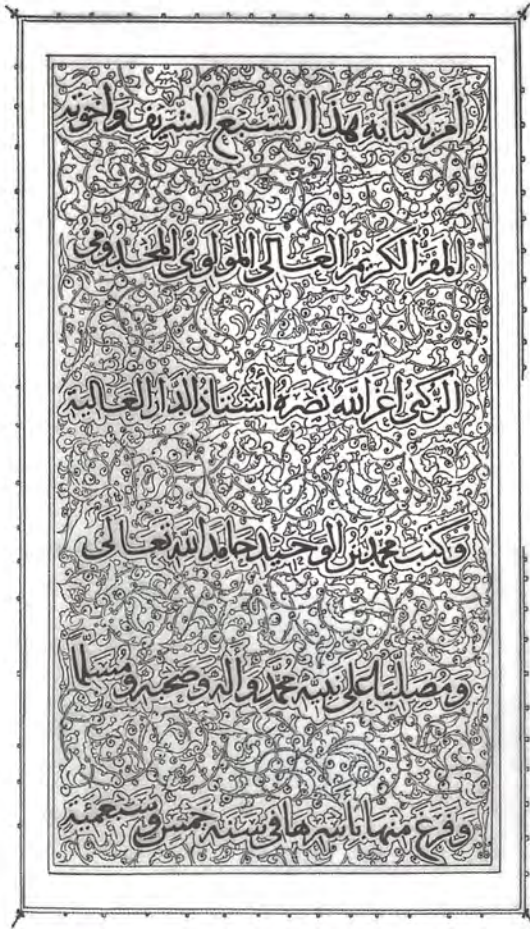 أمر بكتابة هذا السبع الشريف وأخوته
المقر الكريم العالي المولوي المخدومي
الركني أعز الله نصره أستاذ الدار العالية
وكتب محمد بن الوحيد حامدا لله تعالى
ومصليا على نبيه محمد وآله وصحبه ومسلما
وفرغ منها بأسرها في سنة خمس وسبعمئة